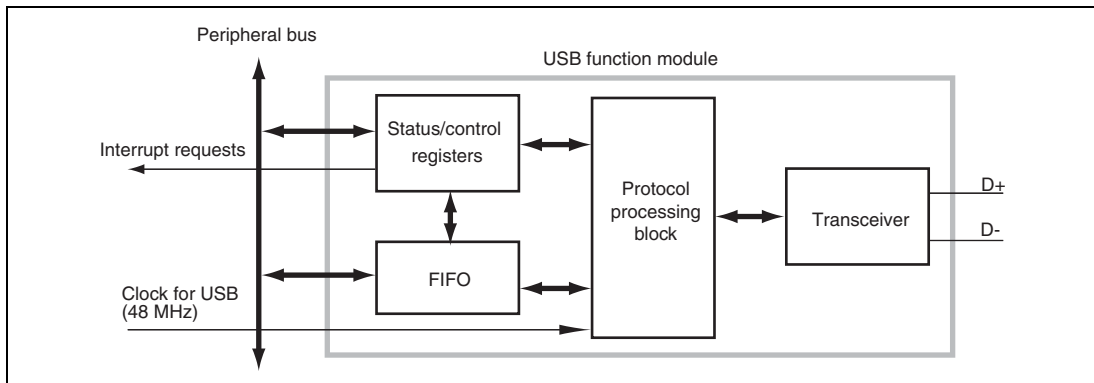 Peripheral bus
USB function module
Status/control
registers
Interrupt requests
Protocol
processing
block
Transceiver
D+
D-
FIFO
Clock for USB
(48 MHz)